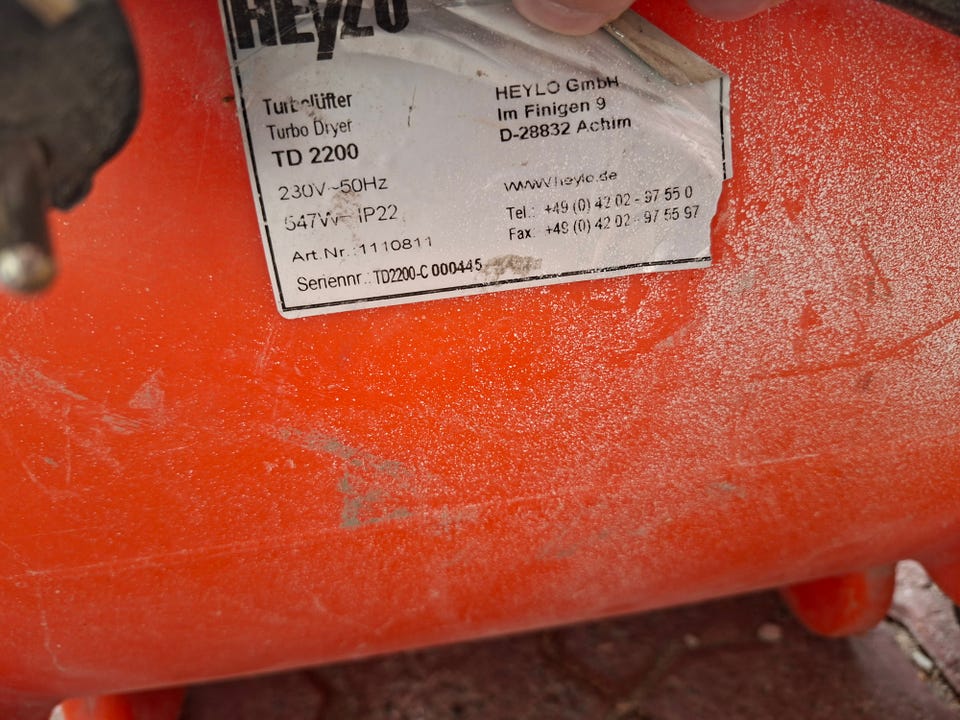 HEYLO
Turbolüfter
Turbo Dryer
TD 2200
230V~50Hz
547W~ IP22
Art.Nr.:1110811
Seriennr.: TD2200-C 000445
HEYLO GmbH
Im Finigen 9
D-28832 Achim
www.heylo.de
Tel.: +49 (0) 42 02 - 97 55 0
Fax: +49 (0) 42 02 - 97 55 97